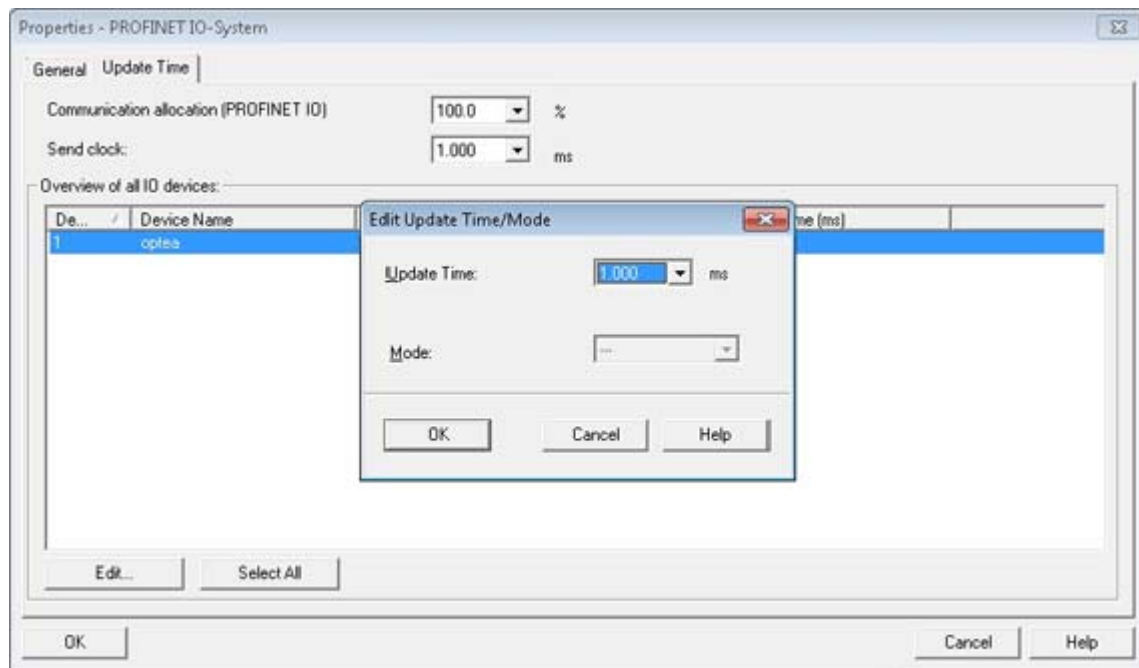 Properties - PROFINET IO-System
General Update Time
Communication allocation (PROFINET IO) 100.0 %
Send clock: 1.000 ms
Overview of all IO devices:
De... / Device Name me (ms)
1 optea
Edit Update Time/Mode
Update Time: 1.000 ms
Mode: ---
OK Cancel Help
Edit... Select All
OK Cancel Help